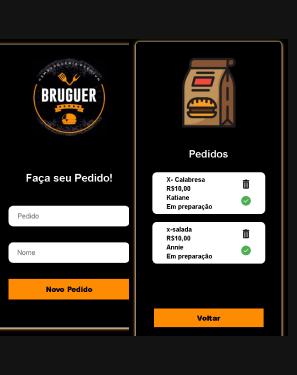 BRUGUER
Faça seu Pedido!
Pedido
Nome
Novo Pedido
Pedidos
X- Calabresa
R$10,00
Katiane
Em preparação
x-salada
R$10,00
Annie
Em preparação
Voltar